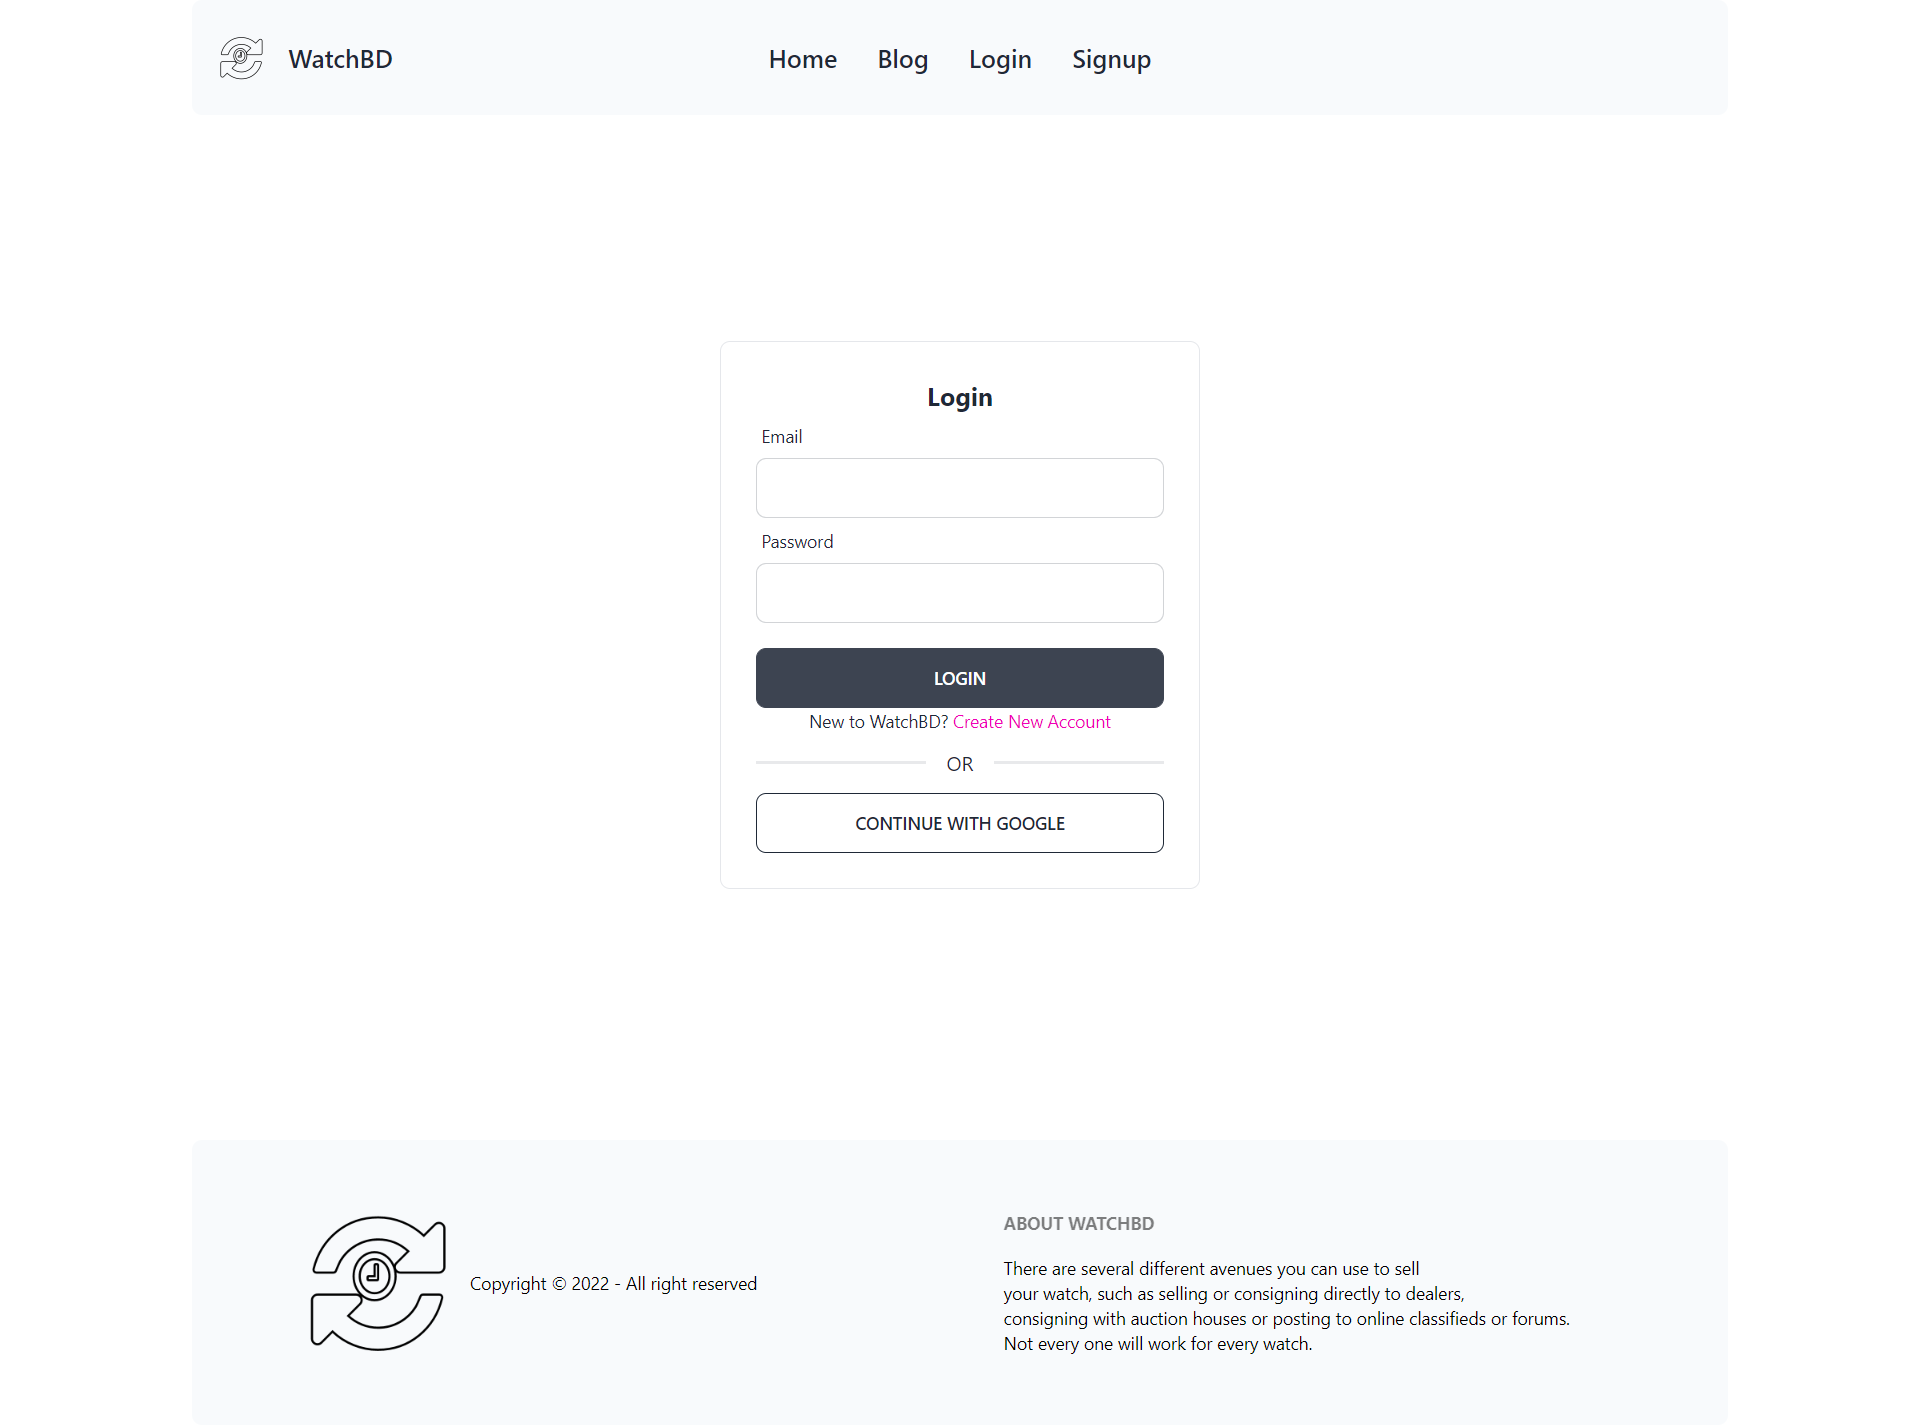 WatchBD
Home
Blog
Login
Signup
Login
Email
Password
LOGIN
New to WatchBD? Create New Account
OR
CONTINUE WITH GOOGLE
Copyright © 2022 - All right reserved
ABOUT WATCHBD
There are several different avenues you can use to sell
your watch, such as selling or consigning directly to dealers,
consigning with auction houses or posting to online classifieds or forums.
Not every one will work for every watch.